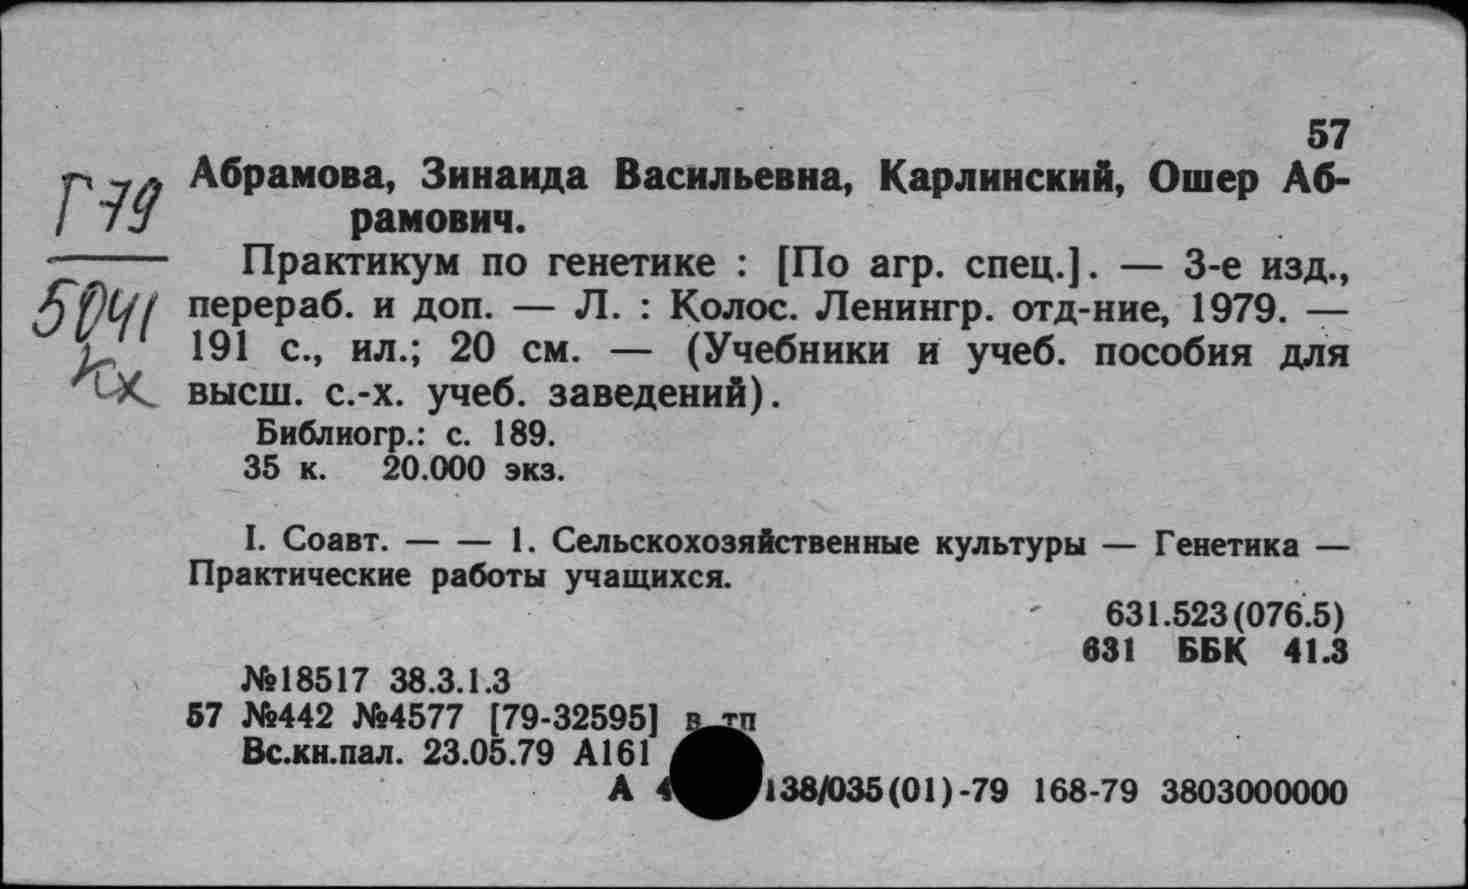 57
Абрамова, Зинаида Васильевна, Карлинский, Ошер Аб-
рамович.
Г 79
5041
Практикум по генетике : [По агр. спец.]. — 3-е изд.,
перераб. и доп. — Л. : Колос. Ленингр. отд-ние, 1979. —
191 с., ил.; 20 см. — (Учебники и учеб. пособия для
высш. с.-х. учеб. заведений).
Библиогр.: с. 189.
35 к. 20.000 экз.
I. Соавт. — — 1. Сельскохозяйственные культуры — Генетика —
Практические работы учащихся.
631.523(076.5)
631 ББК 41.3
№18517 38.3.1.3
57 №442 №4577 [79-32595] в тп
Вс.кн.пал. 23.05.79 А161
А 138/035(01)-79 168-79 3803000000